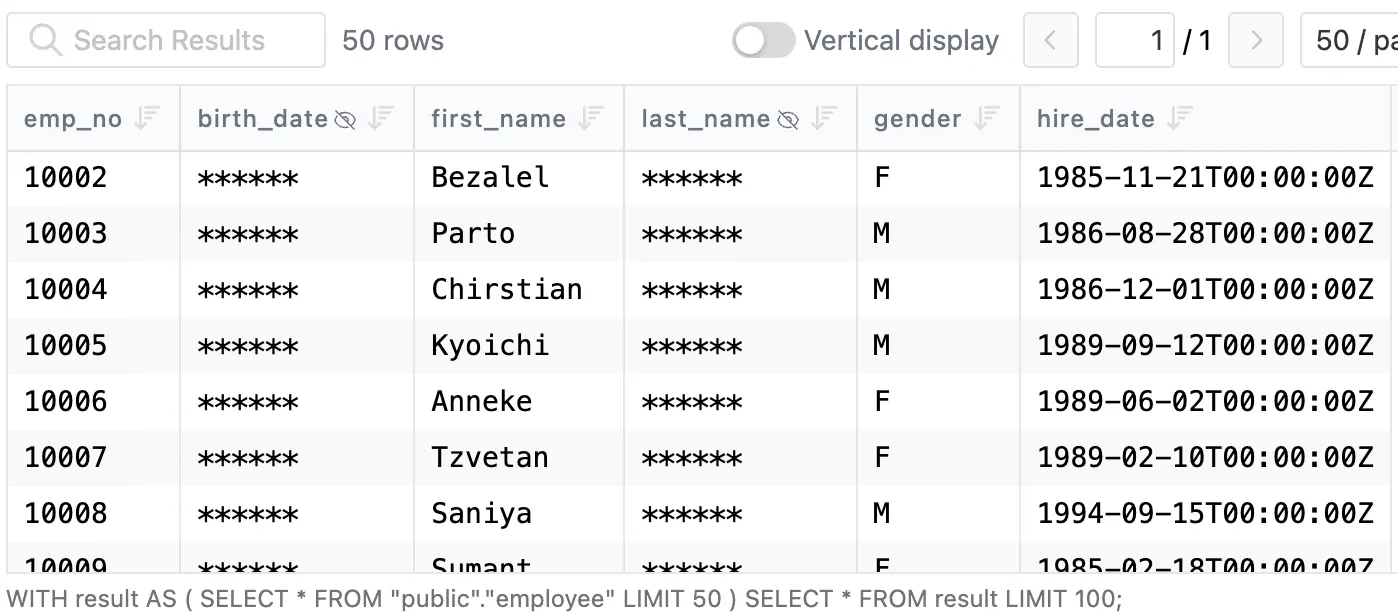 Search Results 50 rows Vertical display 1 / 1 50 / pa
emp_no birth_date first_name last_name gender hire_date
10002 ****** Bezalel ****** F 1985-11-21T00:00:00Z
10003 ****** Parto ****** M 1986-08-28T00:00:00Z
10004 ****** Chirstian ****** M 1986-12-01T00:00:00Z
10005 ****** Kyoichi ****** M 1989-09-12T00:00:00Z
10006 ****** Anneke ****** F 1989-06-02T00:00:00Z
10007 ****** Tzvetan ****** F 1989-02-10T00:00:00Z
10008 ****** Saniya ****** M 1994-09-15T00:00:00Z
10009 ****** Sumant ****** F 1985-02-18T00:00:00Z
WITH result AS ( SELECT * FROM "public"."employee" LIMIT 50 ) SELECT * FROM result LIMIT 100;